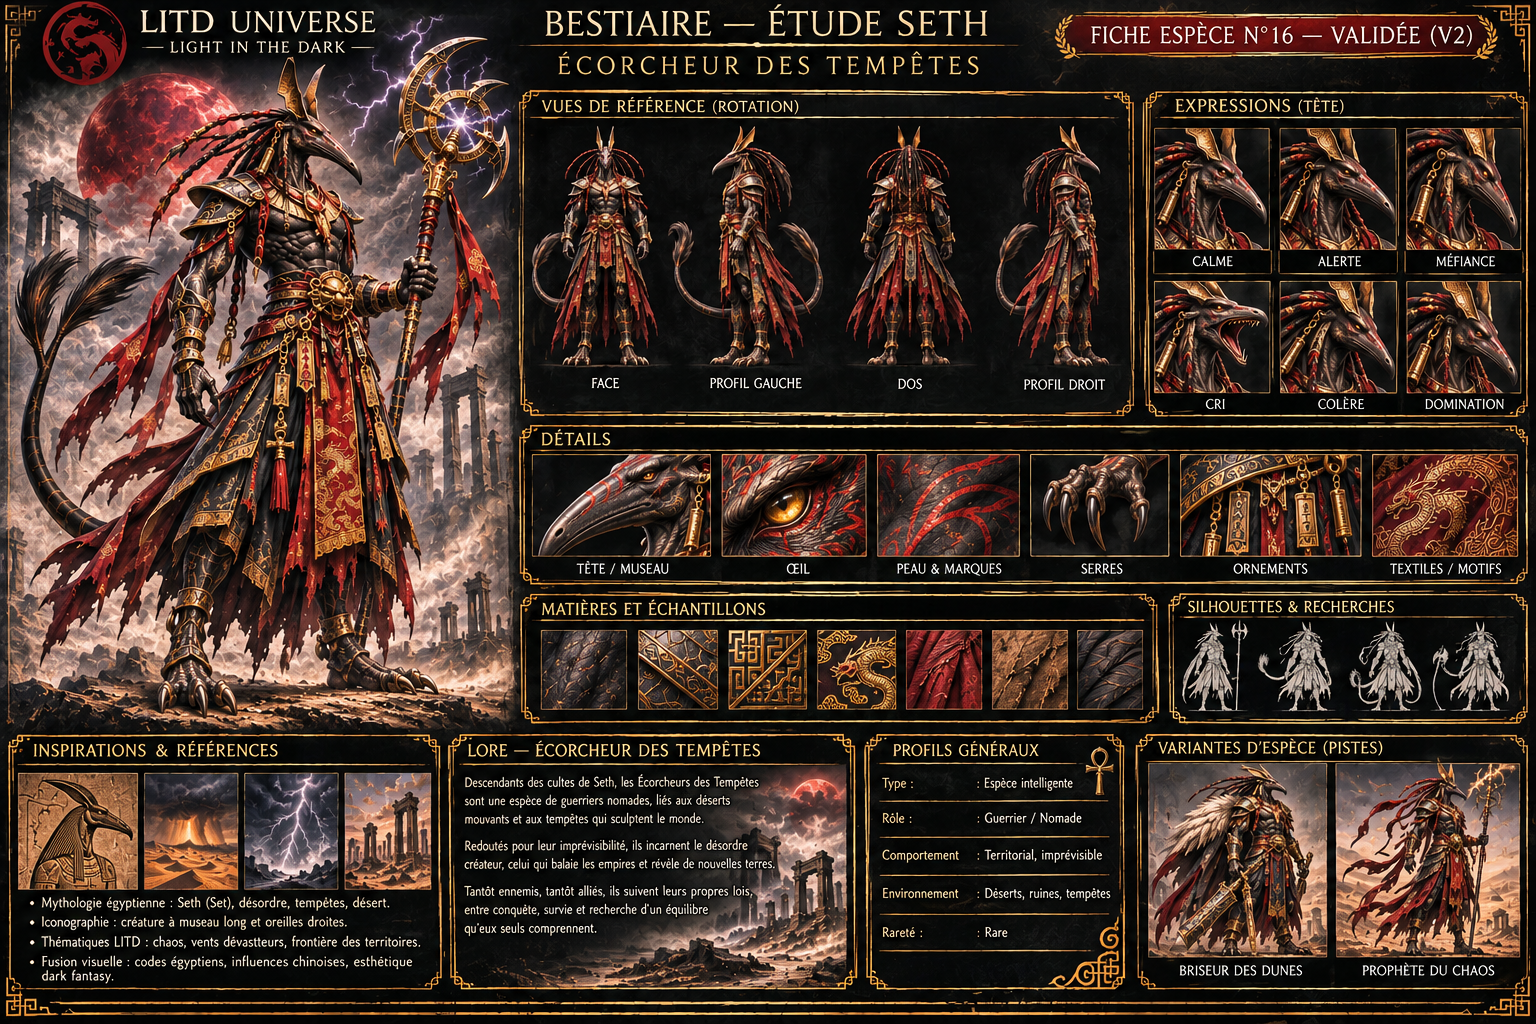 LITD UNIVERSE
— LIGHT IN THE DARK —
BESTIAIRE — ÉTUDE SETH
ÉCORCHEUR DES TEMPÊTES
FICHE ESPÈCE N°16 — VALIDÉE (V2)
VUES DE RÉFÉRENCE (ROTATION)
FACE
PROFIL GAUCHE
DOS
PROFIL DROIT
EXPRESSIONS (TÊTE)
CALME
ALERTE
MÉFIANCE
CRI
COLÈRE
DOMINATION
DÉTAILS
TÊTE / MUSEAU
ŒIL
PEAU & MARQUES
SERRES
ORNEMENTS
TEXTILES / MOTIFS
MATIÈRES ET ÉCHANTILLONS
SILHOUETTES & RECHERCHES
INSPIRATIONS & RÉFÉRENCES
• Mythologie égyptienne : Seth (Set), désordre, tempêtes, désert.
• Iconographie : créature à museau long et oreilles droites.
• Thématiques LITD : chaos, vents dévastteurs, frontière des territoires.
• Fusion visuelle : codes égyptiens, influences chinoises, esthétique
dark fantasy.
LORE — ÉCORCHEUR DES TEMPÊTES
Descendants des cultes de Seth, les Écorcheurs des Tempêtes
sont une espèce de guerriers nomades, liés aux déserts
mouvants et aux tempêtes qui sculptent le monde.
Redoutés pour leur imprévisibilité, ils incarnent le désordre
créateur, celui qui balaie les empires et révèle de nouvelles terres.
Tantôt ennemis, tantôt alliés, ils suivent leurs propres lois,
entre conquête, survie et recherche d'un équilibre
qu'eux seuls comprennent.
PROFILS GÉNÉRAUX
Type : : Espèce intelligente
Rôle : : Guerrier / Nomade
Comportement : Territorial, imprévisible
Environnement : Déserts, ruines, tempêtes
Rareté : : Rare
VARIANTES D'ESPÈCE (PISTES)
BRISEUR DES DUNES
PROPHÈTE DU CHAOS